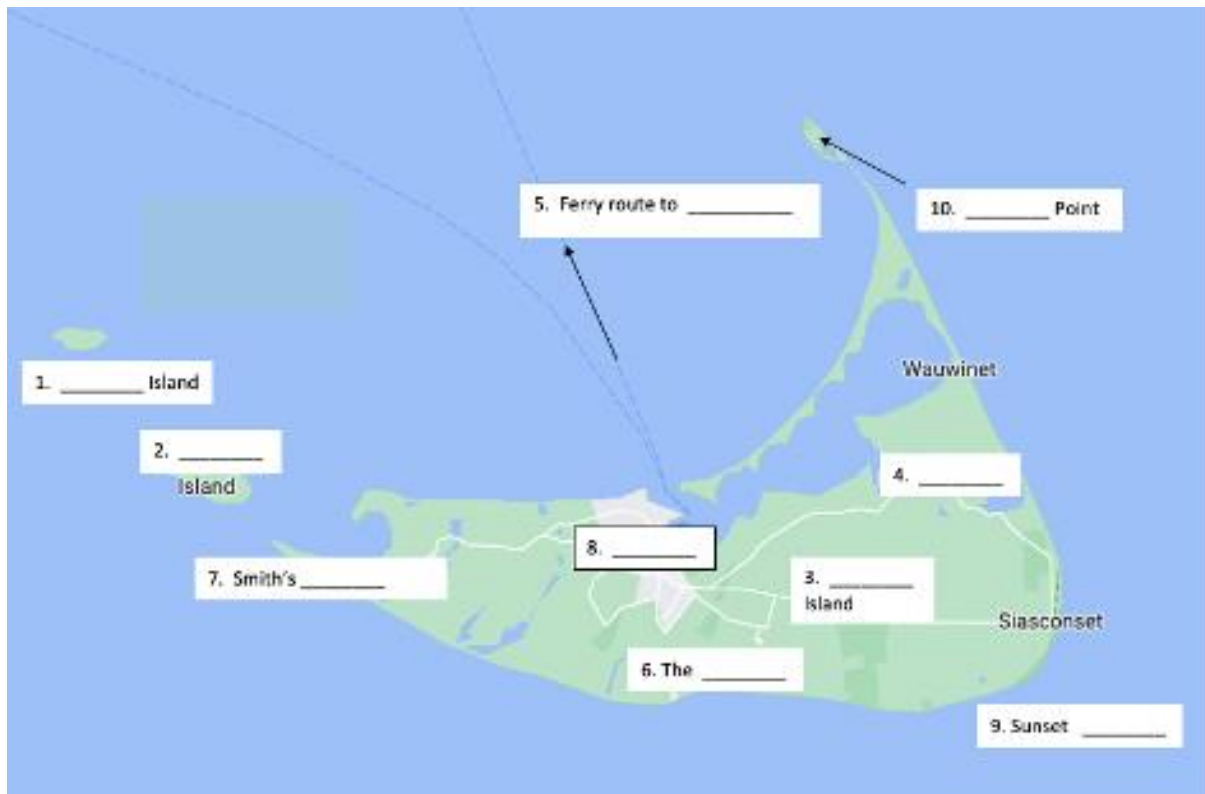 5. Ferry route to __________
10. ________ Point
Wauwinet
1. ________ Island
2. ________
Island
4. ________
8. ________
7. Smith's ________
3. ________
Island
Siasconset
6. The ________
9. Sunset ________